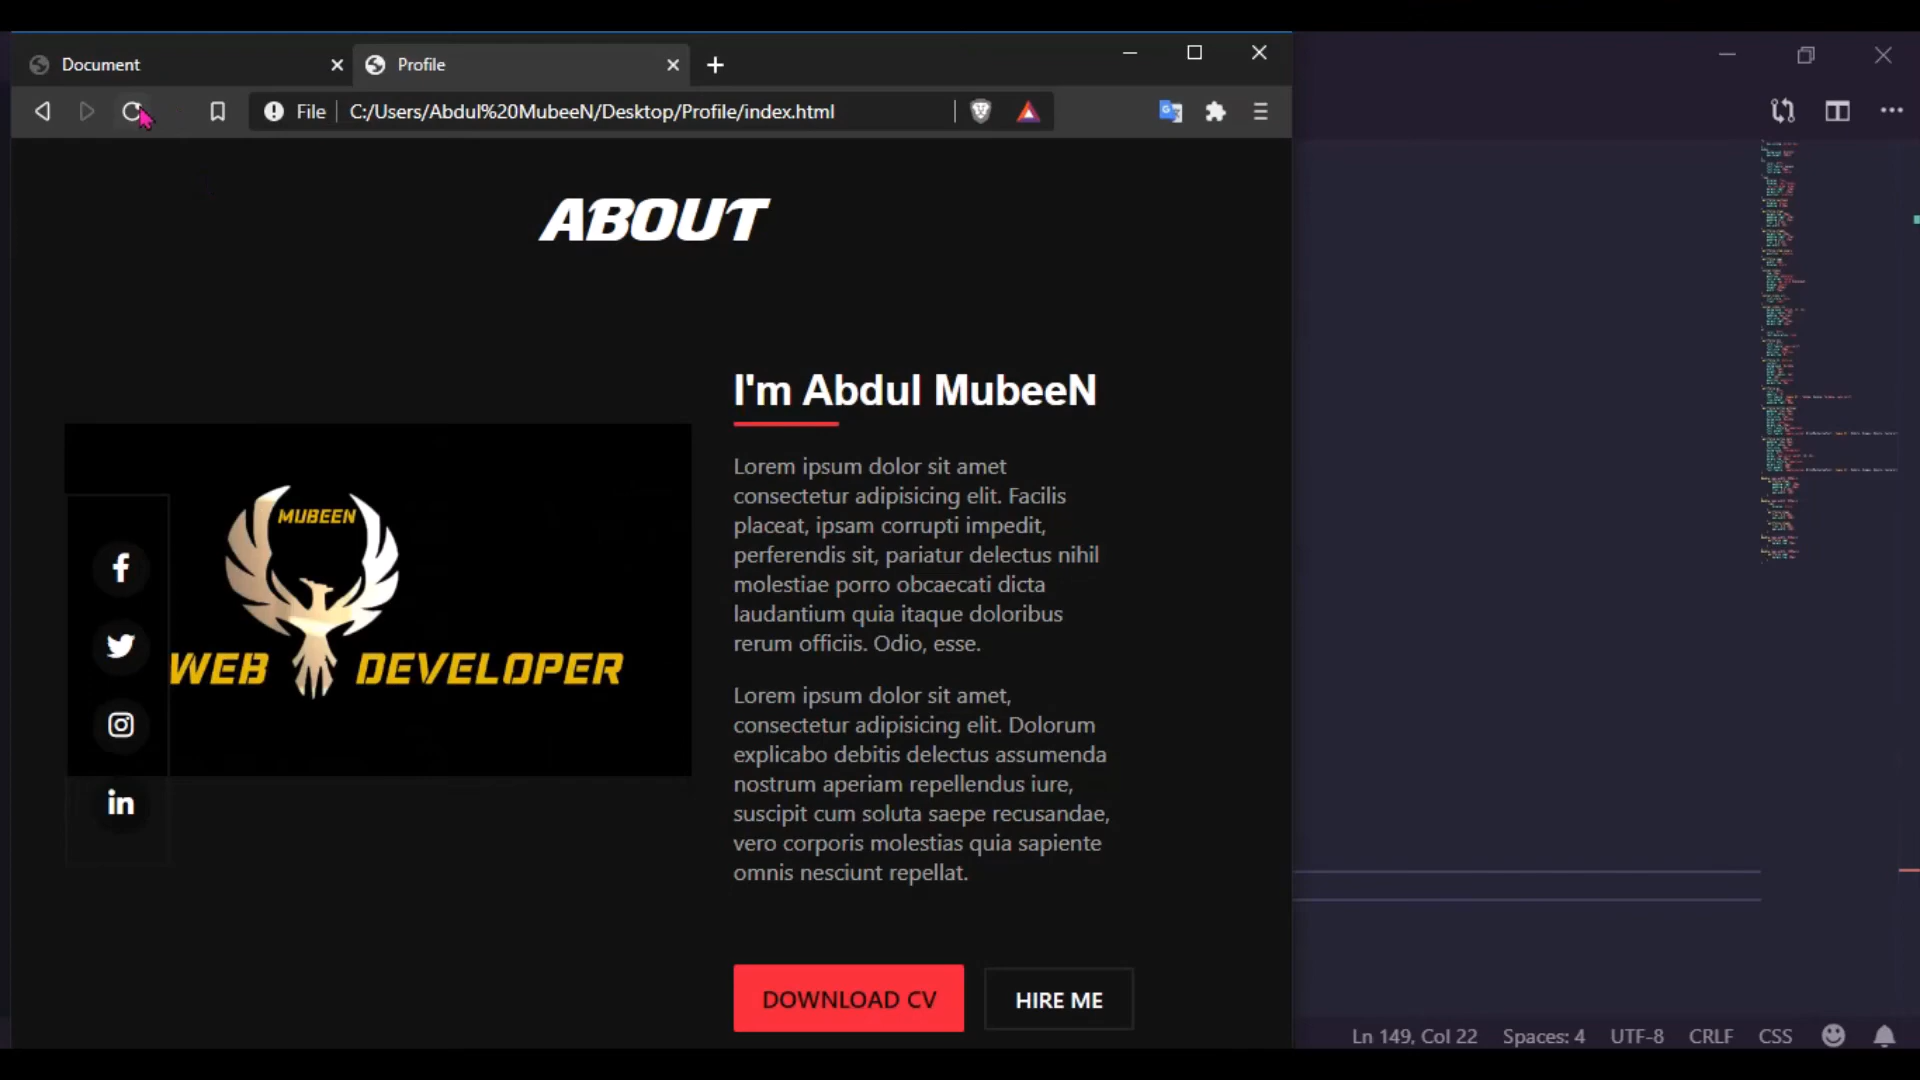 Document
Profile
File
C:/Users/Abdul%20MubeeN/Desktop/Profile/index.html
ABOUT
I'm Abdul MubeeN
Lorem ipsum dolor sit amet
consectetur adipisicing elit. Facilis
placeat, ipsam corrupti impedit,
perferendis sit, pariatur delectus nihil
molestiae porro obcaecati dicta
laudantium quia itaque doloribus
rerum officiis. Odio, esse.
MUBEEN
WEB DEVELOPER
Lorem ipsum dolor sit amet,
consectetur adipisicing elit. Dolorum
explicabo debitis delectus assumenda
nostrum aperiam repellendus iure,
suscipit cum soluta saepe recusandae,
vero corporis molestias quia sapiente
omnis nesciunt repellat.
DOWNLOAD CV
HIRE ME
Ln 149, Col 22
Spaces: 4
UTF-8
CRLF
CSS